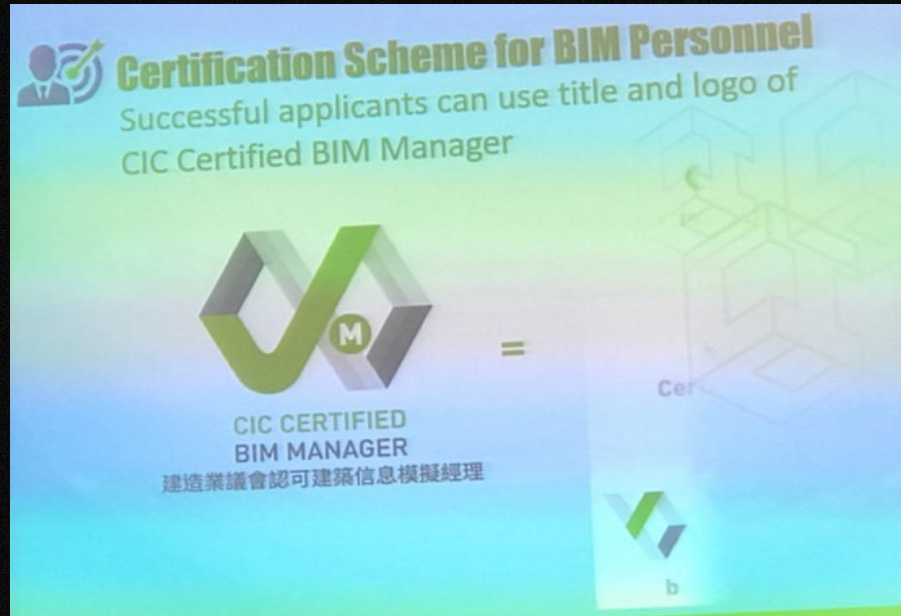 Certification Scheme for BIM Personnel
Successful applicants can use title and logo of
CIC Certified BIM Manager
M
=
CIC CERTIFIED
BIM MANAGER
建造業議會認可建築信息模擬經理
Cer
b